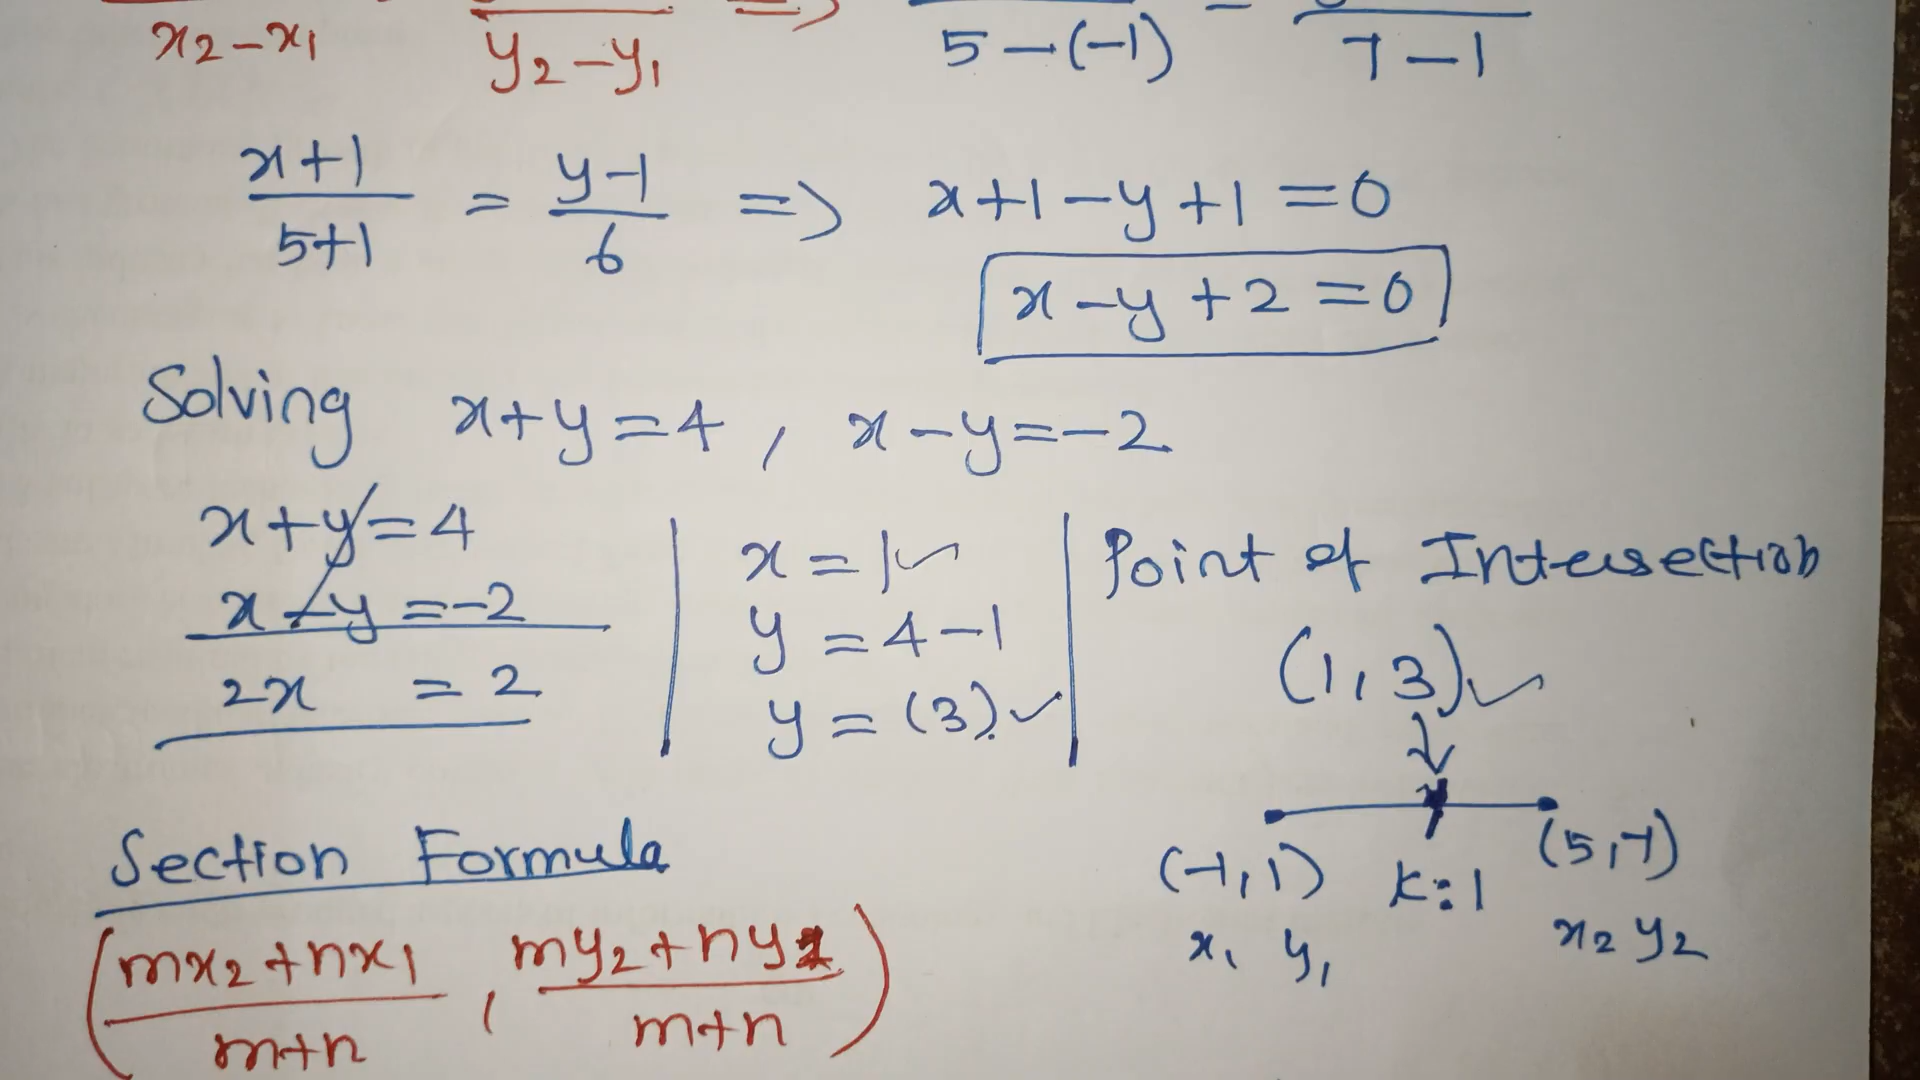 x2-x1   y2-y1 => 5-(-1) = 7-1
x+1/5+1 = y-1/6 => x+1-y+1=0
x-y+2=0
Solving x+y=4, x-y=-2
x+y=4
x-y=-2
2x =2
x=1
y=4-1
y=(3).
Point of Intersection
(1,3)
(-1,1) k:1 (5,7)
x1 y1 x2 y2
Section Formula
(mx2+nx1/m+n, my2+ny1/m+n)